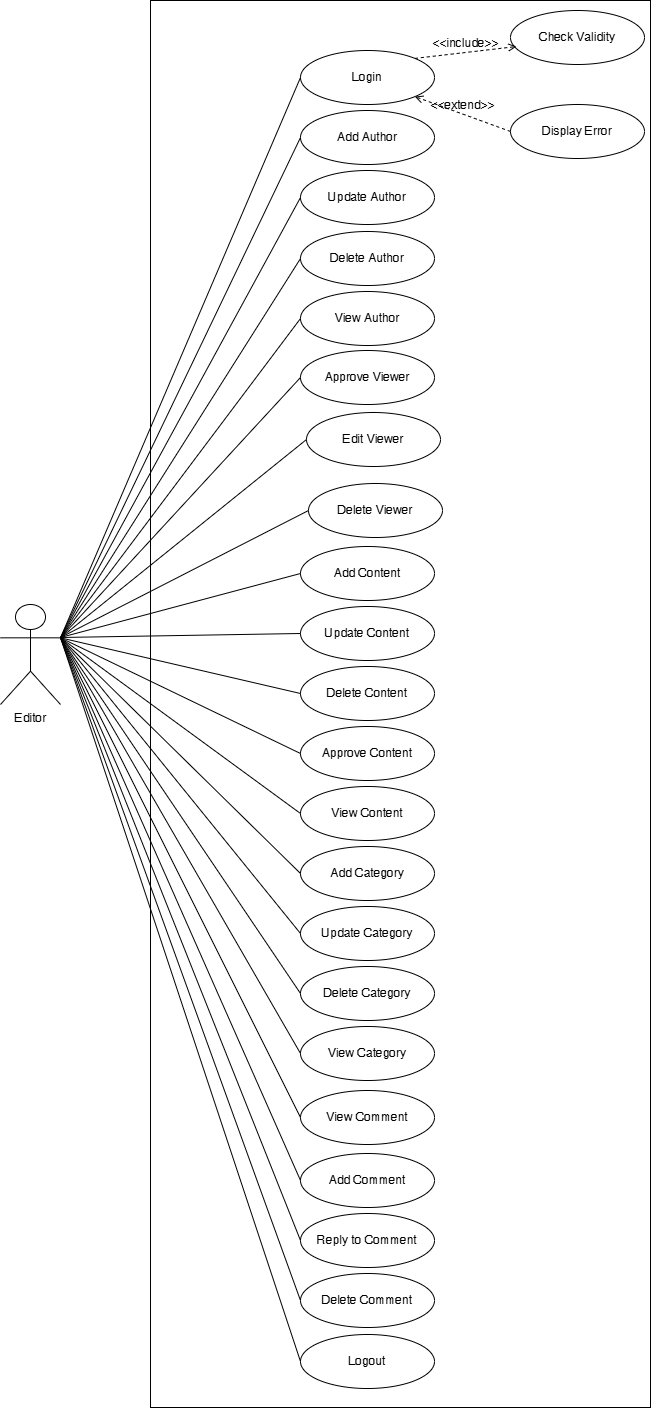 Check Validity
<<include>>
Login
<<extend>>
Display Error
Add Author
Update Author
Delete Author
View Author
Approve Viewer
Edit Viewer
Delete Viewer
Add Content
Update Content
Delete Content
Editor
Approve Content
View Content
Add Category
Update Category
Delete Category
View Category
View Comment
Add Comment
Reply to Comment
Delete Comment
Logout